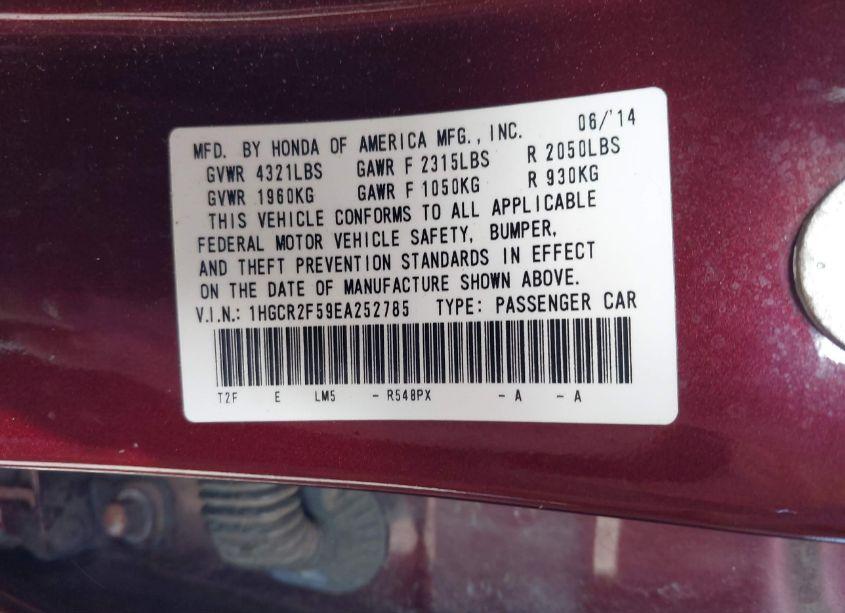 MFD. BY HONDA OF AMERICA MFG., INC. 06/'14
GVWR 4321LBS GAWR F 2315LBS R 2050LBS
GVWR 1960KG GAWR F 1050KG R 930KG
THIS VEHICLE CONFORMS TO ALL APPLICABLE
FEDERAL MOTOR VEHICLE SAFETY, BUMPER,
AND THEFT PREVENTION STANDARDS IN EFFECT
ON THE DATE OF MANUFACTURE SHOWN ABOVE.
V.I.N.: 1HGCR2F59EA252785 TYPE: PASSENGER CAR
T2F E LM5 - R548PX - A - A